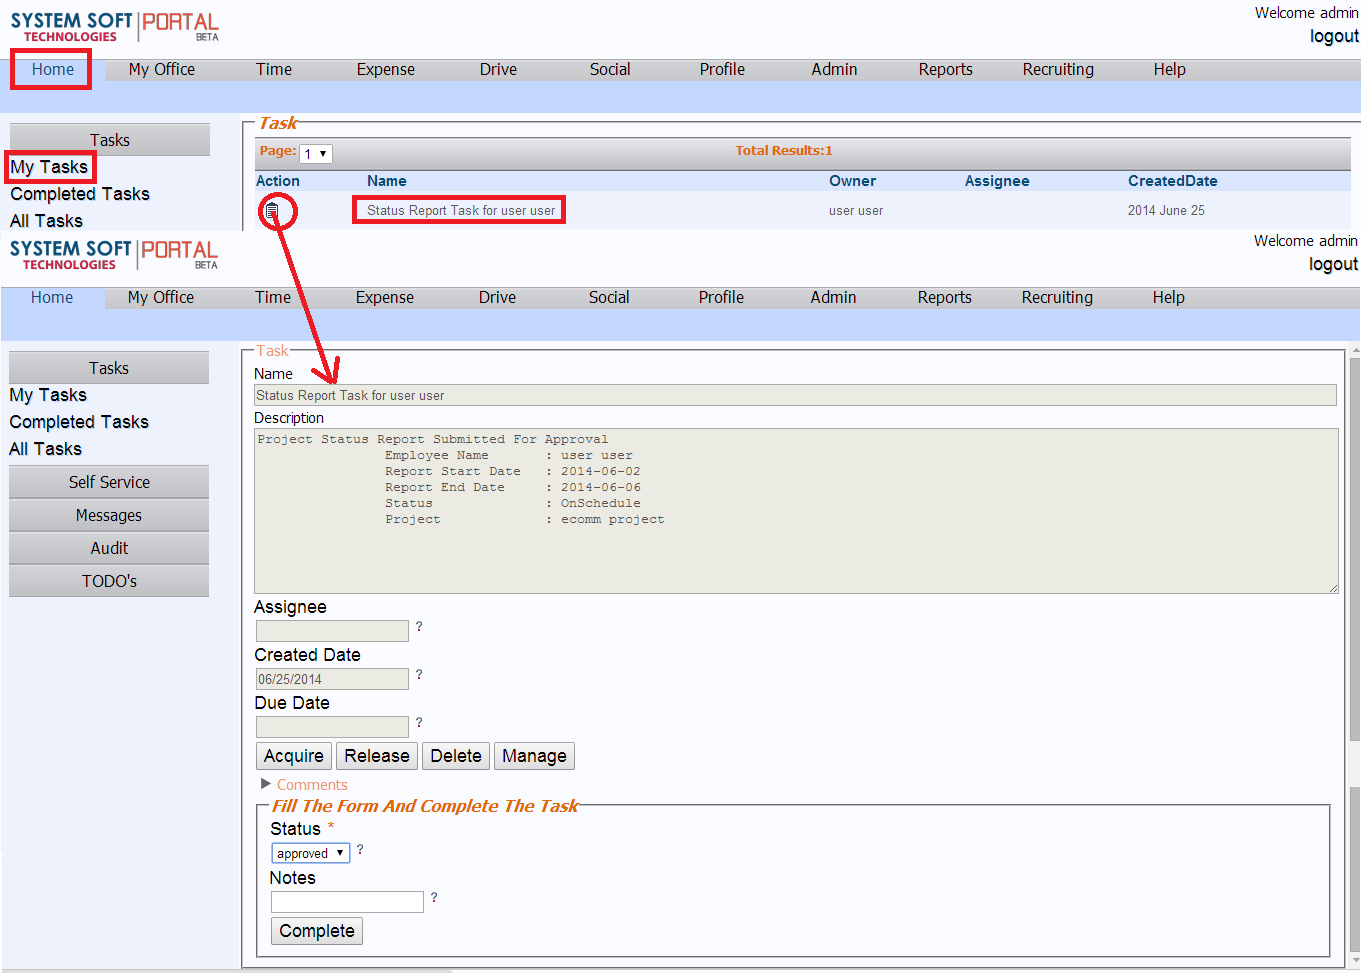 SYSTEM SOFT PORTAL
TECHNOLOGIES BETA
Welcome admin
logout
Home My Office Time Expense Drive Social Profile Admin Reports Recruiting Help
Tasks
My Tasks
Completed Tasks
All Tasks
Task
Page: 1 Total Results:1
Action Name Owner Assignee CreatedDate
Status Report Task for user user user user 2014 June 25
SYSTEM SOFT PORTAL
TECHNOLOGIES BETA
Welcome admin
logout
Home My Office Time Expense Drive Social Profile Admin Reports Recruiting Help
Tasks
My Tasks
Completed Tasks
All Tasks
Self Service
Messages
Audit
TODO's
Task
Name
Status Report Task for user user
Description
Project Status Report Submitted For Approval
Employee Name : user user
Report Start Date : 2014-06-02
Report End Date : 2014-06-06
Status : OnSchedule
Project : ecomm project
Assignee
?
Created Date
06/25/2014 ?
Due Date
?
Acquire Release Delete Manage
Comments
Fill The Form And Complete The Task
Status *
approved ?
Notes
?
Complete